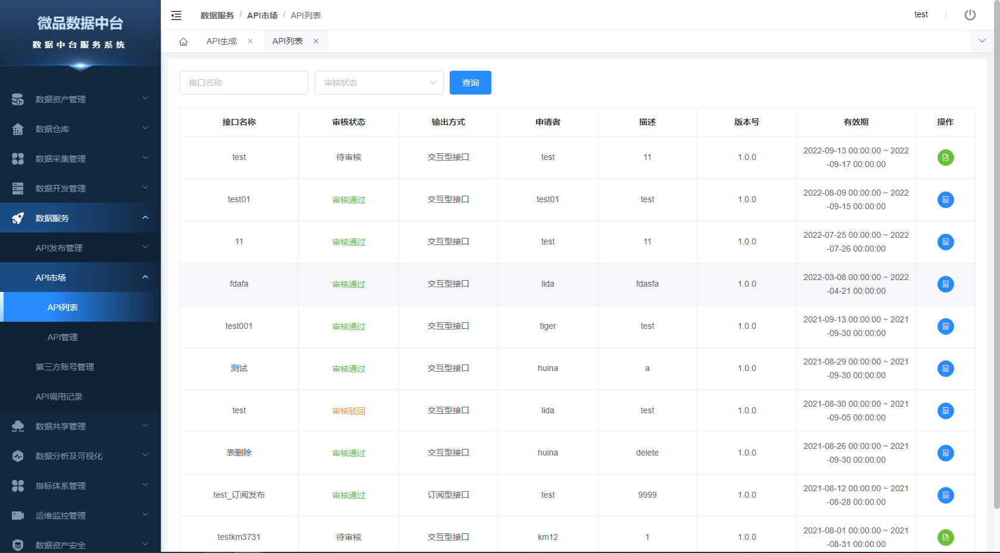 微品数据中台
数据中台服务系统
数据资产管理
数据仓库
数据采集管理
数据开发管理
数据服务
API发布管理
API市场
API列表
API管理
第三方账号管理
API调用记录
数据共享管理
数据分析及可视化
指标体系管理
运维监控管理
数据资产安全
数据服务 / API市场 / API列表
test
API生成 API列表
接口名称 审核状态 查询
接口名称 审核状态 输出方式 申请者 描述 版本号 有效期 操作
test 待审核 交互型接口 test 11 1.0.0 2022-09-13 00:00:00 ~ 2022
-09-17 00:00:00
test01 审核通过 交互型接口 test01 test 1.0.0 2022-08-09 00:00:00 ~ 2022
-09-15 00:00:00
11 审核通过 交互型接口 test 11 1.0.0 2022-07-25 00:00:00 ~ 2022
-07-26 00:00:00
fdafa 审核通过 交互型接口 lida fdasfa 1.0.0 2022-03-08 00:00:00 ~ 2022
-04-21 00:00:00
test001 审核通过 交互型接口 tiger test 1.0.0 2021-09-13 00:00:00 ~ 2021
-09-30 00:00:00
测试 审核通过 交互型接口 huina a 1.0.0 2021-08-29 00:00:00 ~ 2021
-09-30 00:00:00
test 审核驳回 交互型接口 lida test 1.0.0 2021-08-30 00:00:00 ~ 2021
-09-05 00:00:00
表删除 审核通过 交互型接口 huina delete 1.0.0 2021-08-26 00:00:00 ~ 2021
-09-30 00:00:00
test_订阅发布 审核通过 订阅型接口 test 9999 1.0.0 2021-08-12 00:00:00 ~ 2021
-08-28 00:00:00
testkm3731 待审核 交互型接口 km12 1 1.0.0 2021-08-01 00:00:00 ~ 2021
-08-31 00:00:00